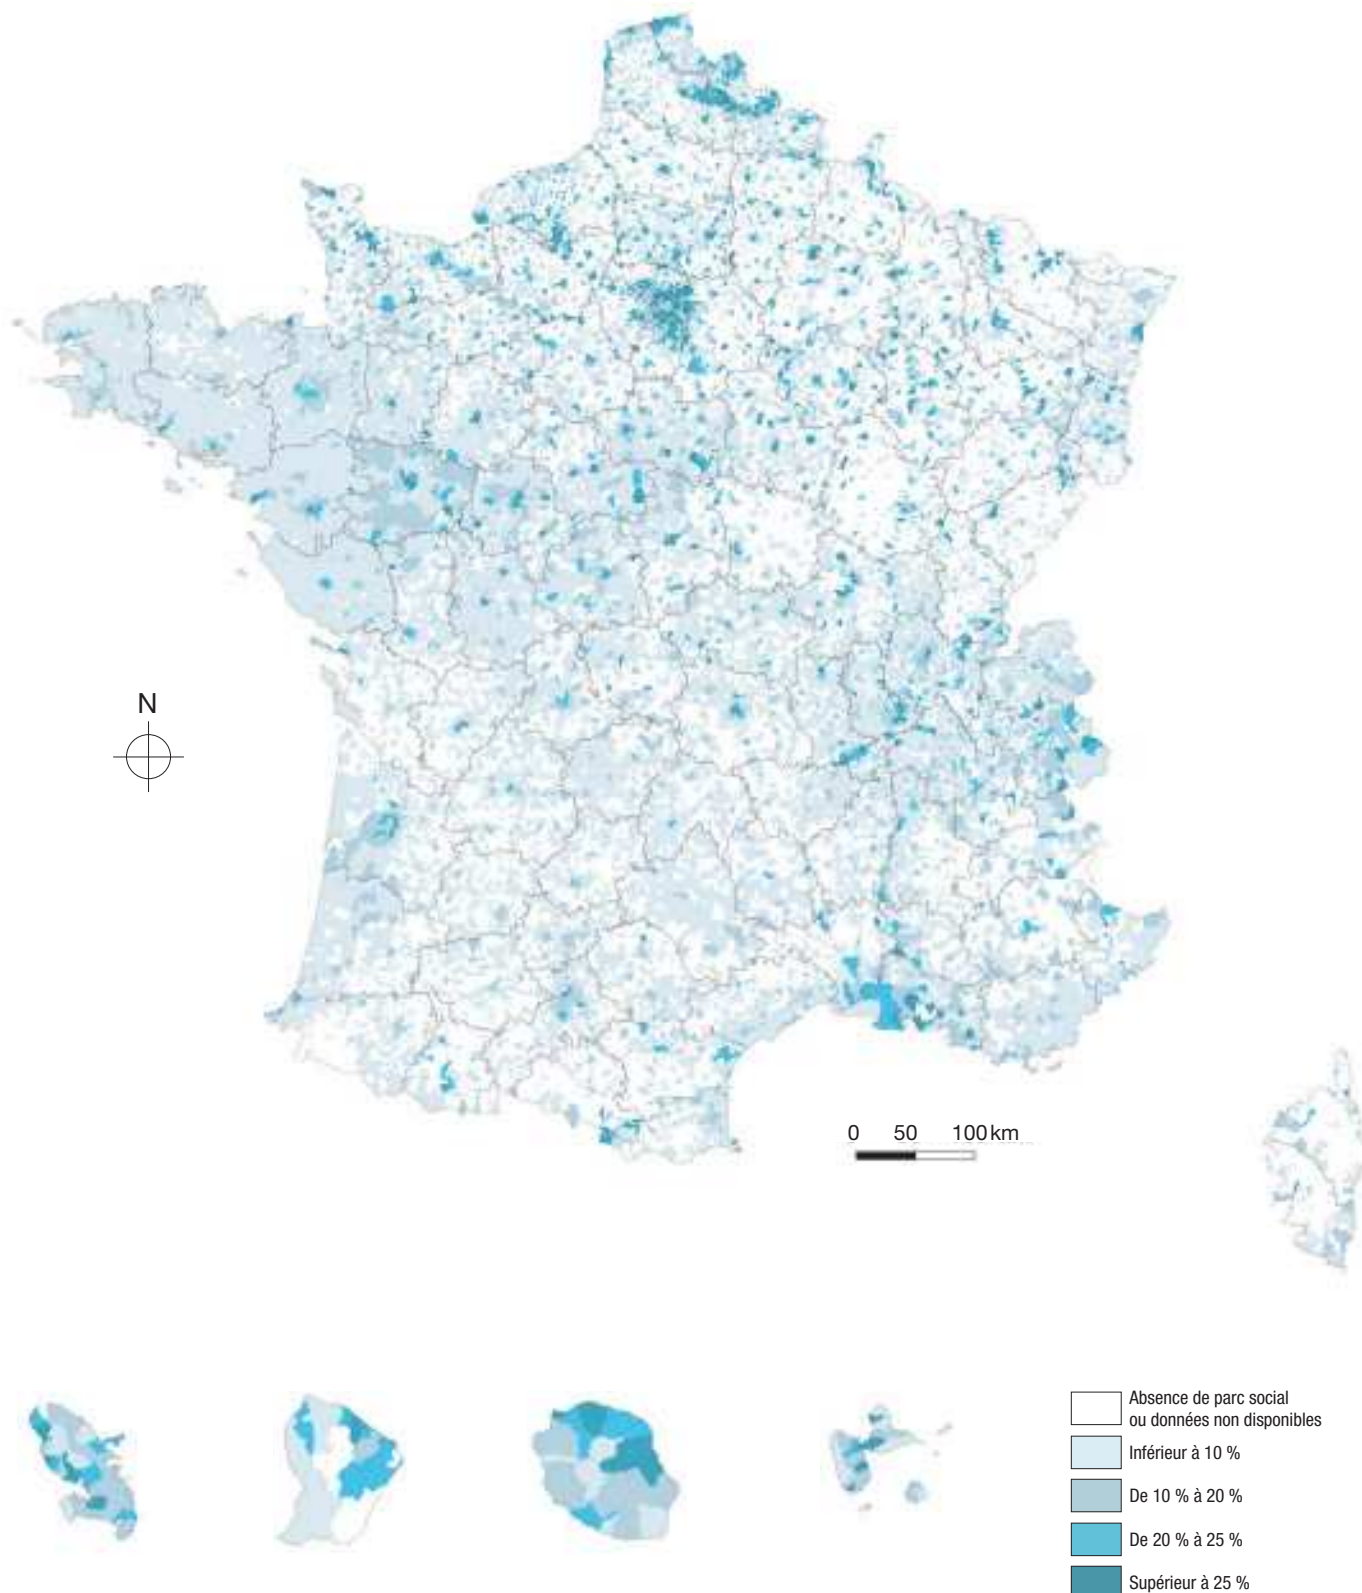 N
0 50 100 km
Absence de parc social
ou données non disponibles
Inférieur à 10 %
De 10 % à 20 %
De 20 % à 25 %
Supérieur à 25 %